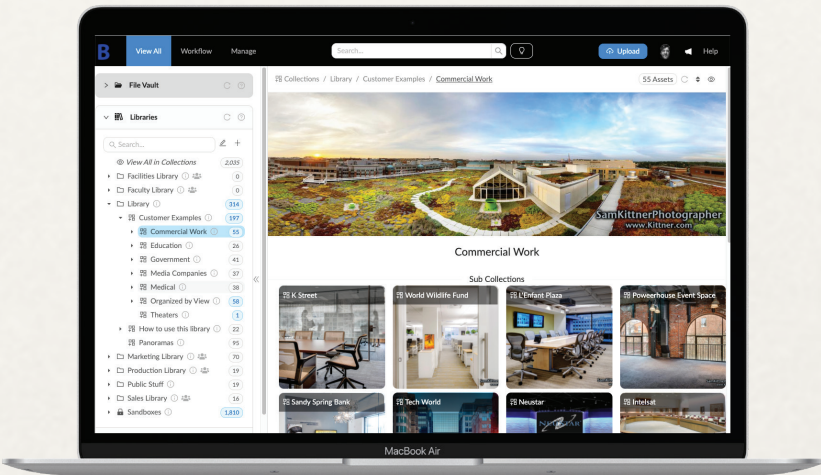 B View All Workflow Manage Search... Upload Help
File Vault
Libraries
Search...
View All in Collections 2,035
Facilities Library 0
Faculty Library 0
Library 314
Customer Examples 197
Commercial Work 55
Education 26
Government 41
Media Companies 37
Medical 38
Organized by View 58
Theaters 1
How to use this library 22
Panoramas 95
Marketing Library 70
Production Library 19
Public Stuff 19
Sales Library 16
Sandboxes 1,810
Collections / Library / Customer Examples / Commercial Work 55 Assets
SamKittnerPhotographer
www.Kittner.com
Commercial Work
Sub Collections
K Street World Wildlife Fund L'Enfant Plaza Poweerhouse Event Space
Sandy Spring Bank Tech World Neustar Intelsat
NEUSTAR
MacBook Air